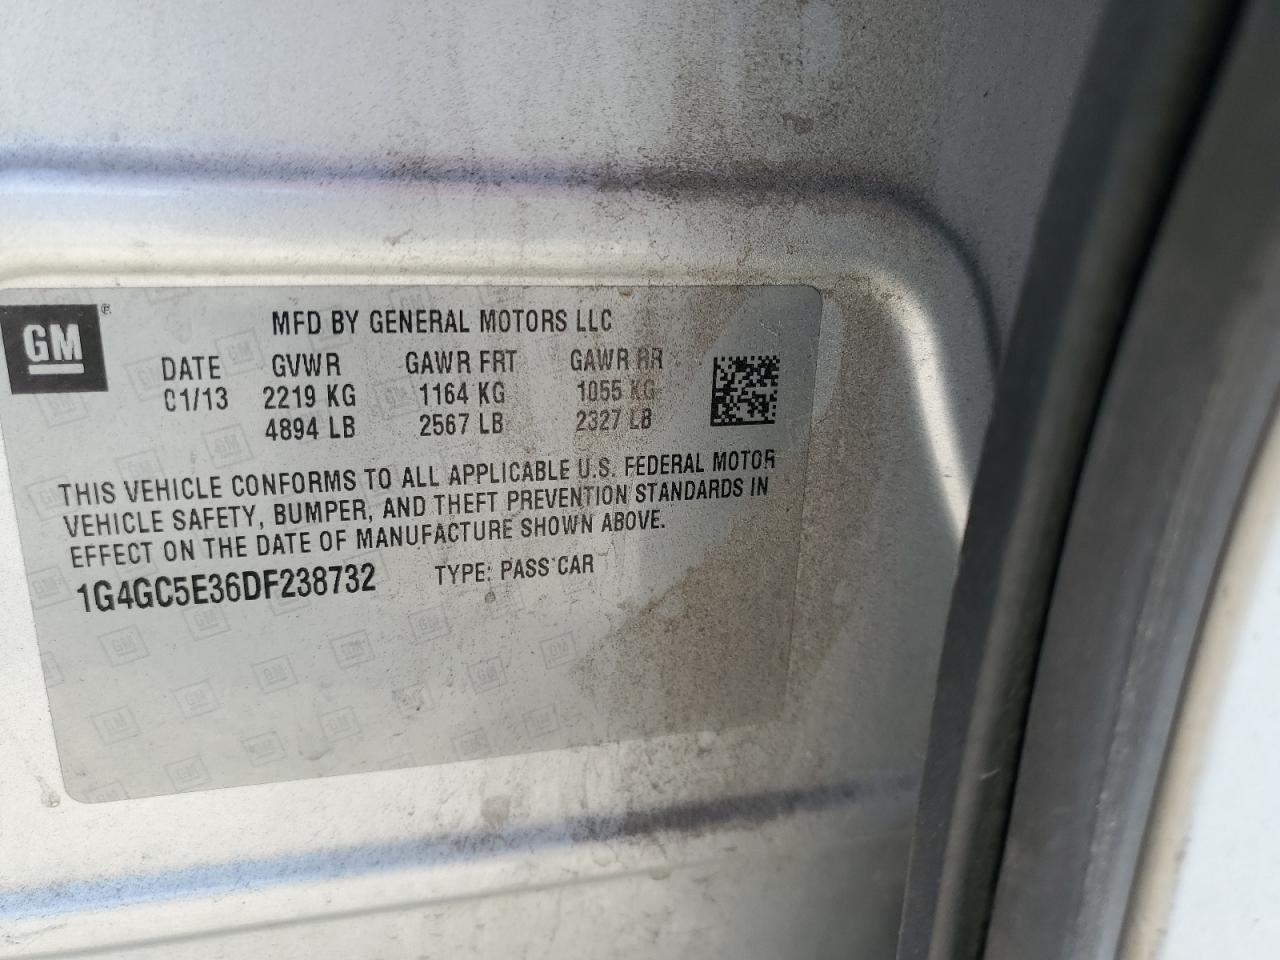 GM®
MFD BY GENERAL MOTORS LLC
DATE GVWR GAWR FRT GAWR RR
01/13 2219 KG 1164 KG 1055 KG
4894 LB 2567 LB 2327 LB
THIS VEHICLE CONFORMS TO ALL APPLICABLE U.S. FEDERAL MOTOR
VEHICLE SAFETY, BUMPER, AND THEFT PREVENTION STANDARDS IN
EFFECT ON THE DATE OF MANUFACTURE SHOWN ABOVE.
1G4GC5E36DF238732 TYPE: PASS CAR